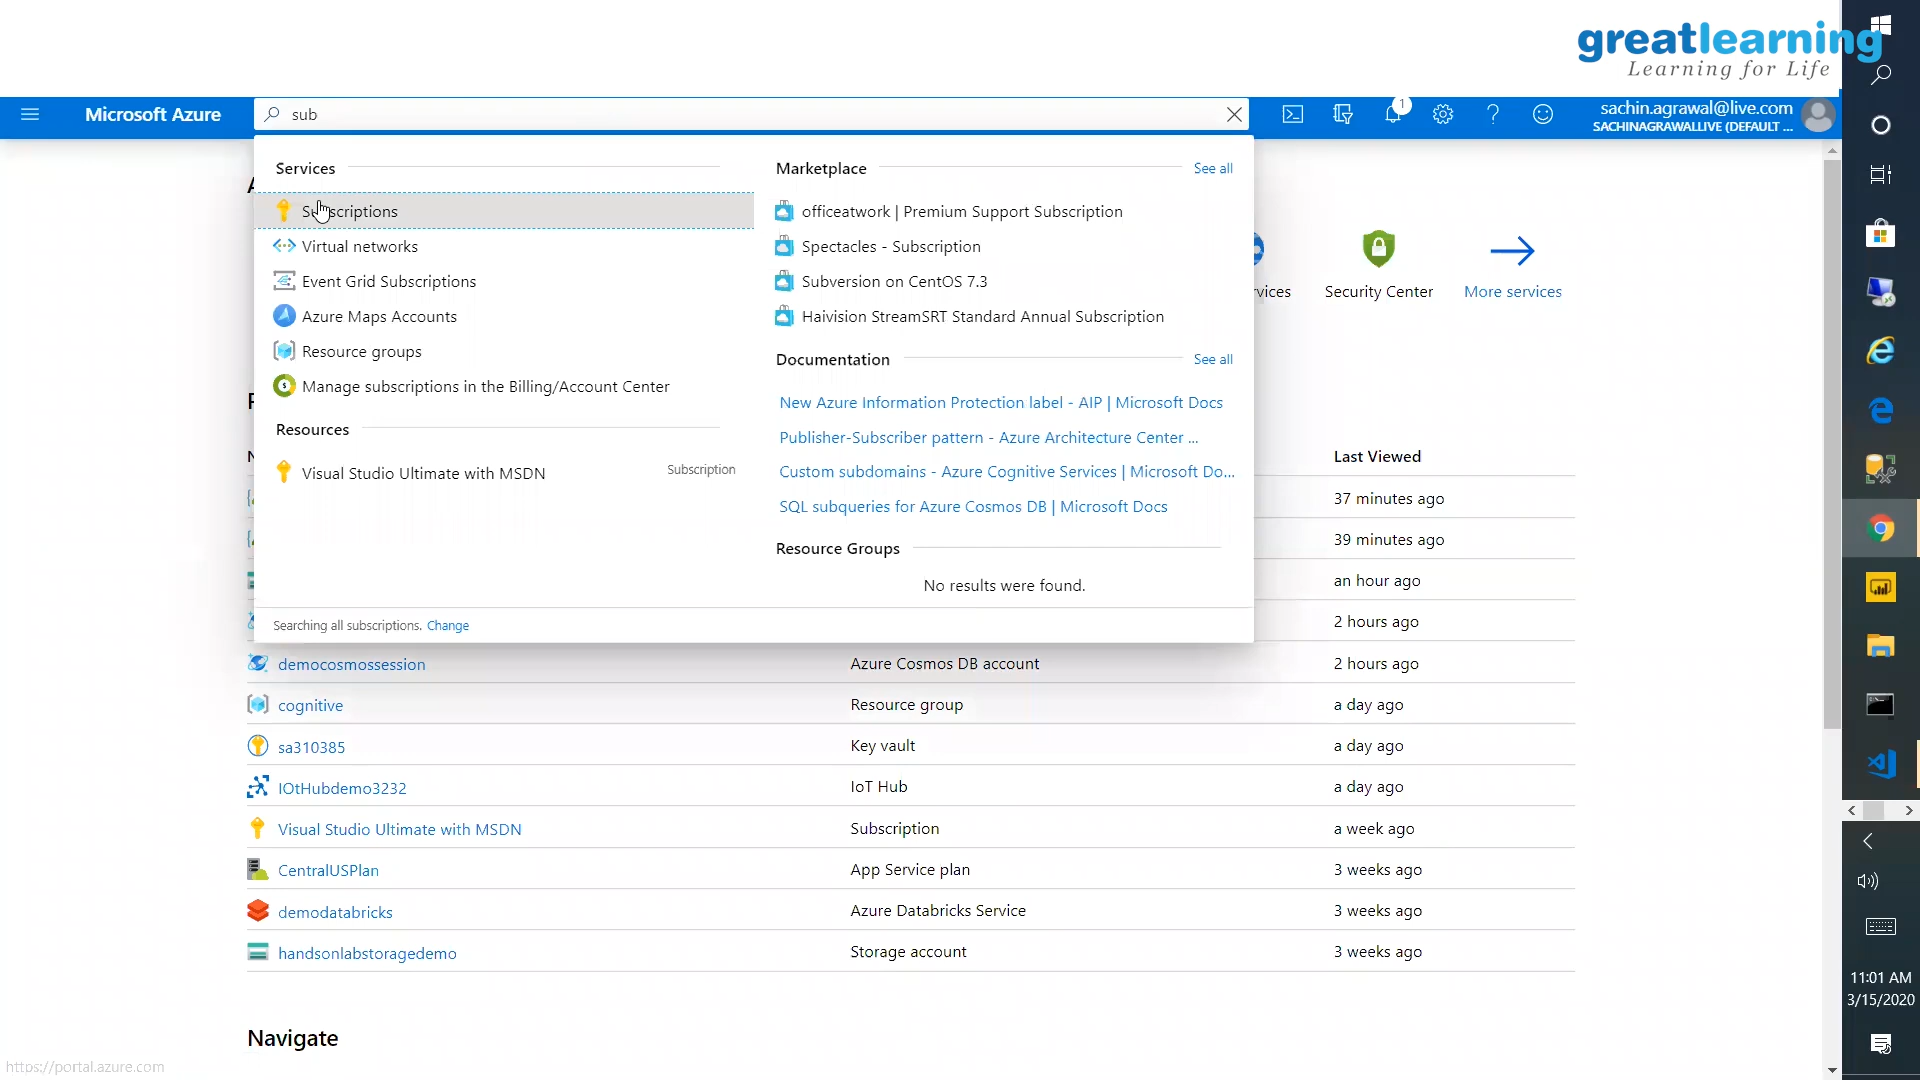 greatlearning
Learning for Life
Microsoft Azure
sub
1
sachin.agrawal@live.com
SACHINAGRAWALLIVE (DEFAULT ...
Services
Subscriptions
Virtual networks
Event Grid Subscriptions
Azure Maps Accounts
Resource groups
Manage subscriptions in the Billing/Account Center
Resources
Visual Studio Ultimate with MSDN Subscription
Marketplace See all
officeatwork | Premium Support Subscription
Spectacles - Subscription
Subversion on CentOS 7.3
Haivision StreamSRT Standard Annual Subscription
Documentation See all
New Azure Information Protection label - AIP | Microsoft Docs
Publisher-Subscriber pattern - Azure Architecture Center ...
Custom subdomains - Azure Cognitive Services | Microsoft Do...
SQL subqueries for Azure Cosmos DB | Microsoft Docs
Resource Groups
No results were found.
Searching all subscriptions. Change
Security Center
More services
Last Viewed
37 minutes ago
39 minutes ago
an hour ago
2 hours ago
democosmossession Azure Cosmos DB account 2 hours ago
cognitive Resource group a day ago
sa310385 Key vault a day ago
IOtHubdemo3232 IoT Hub a day ago
Visual Studio Ultimate with MSDN Subscription a week ago
CentralUSPlan App Service plan 3 weeks ago
demodatabricks Azure Databricks Service 3 weeks ago
handsonlabstoragedemo Storage account 3 weeks ago
Navigate
https://portal.azure.com
11:01 AM
3/15/2020